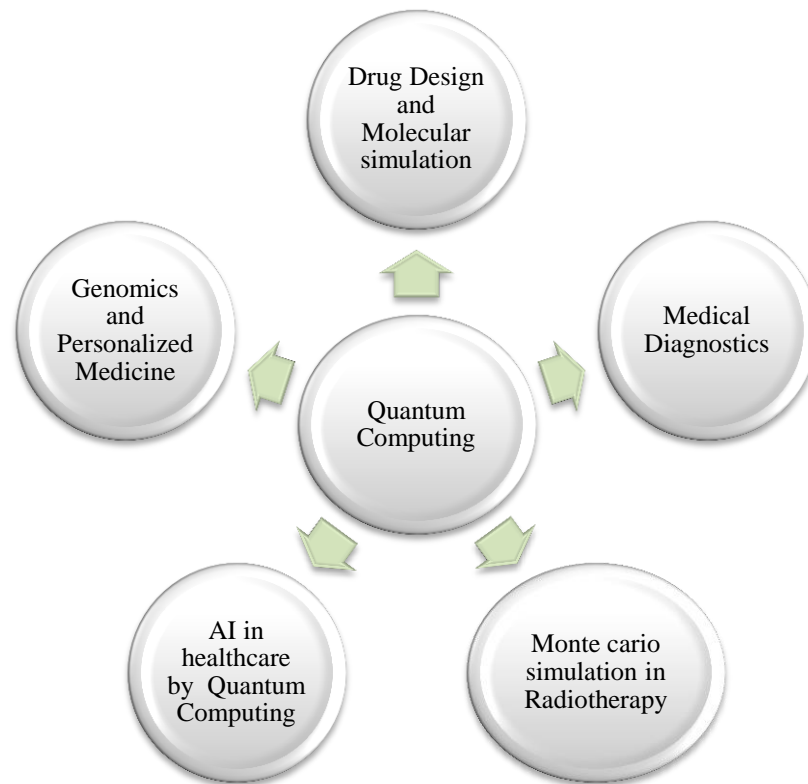 Drug Design
and
Molecular
simulation
Genomics
and
Personalized
Medicine
Medical
Diagnostics
Quantum
Computing
AI in
healthcare
by Quantum
Computing
Monte cario
simulation in
Radiotherapy